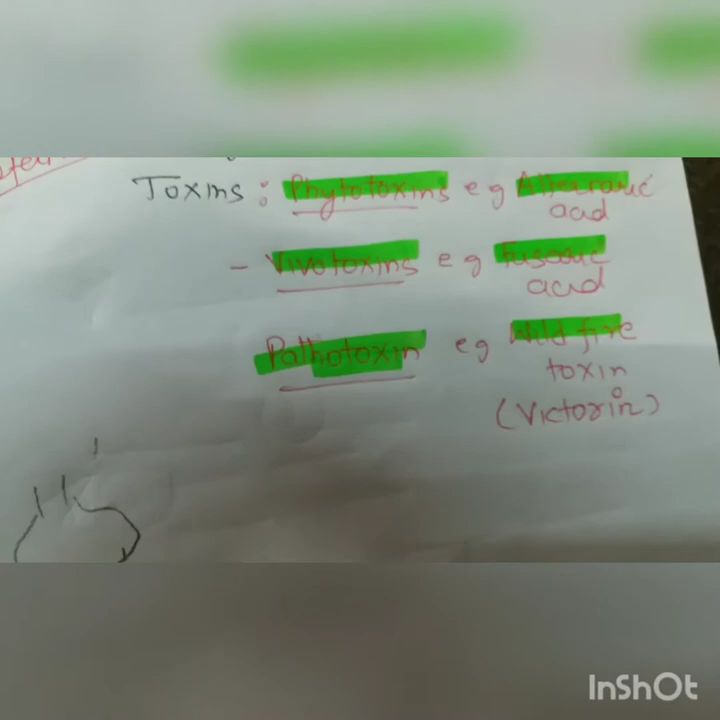 Toxins : Phytotoxins eg Alternaric
acid
- Vivotoxins eg Fusaric
acid
Pathotoxin eg Wild fire
toxin
(Victorin)
InShOt